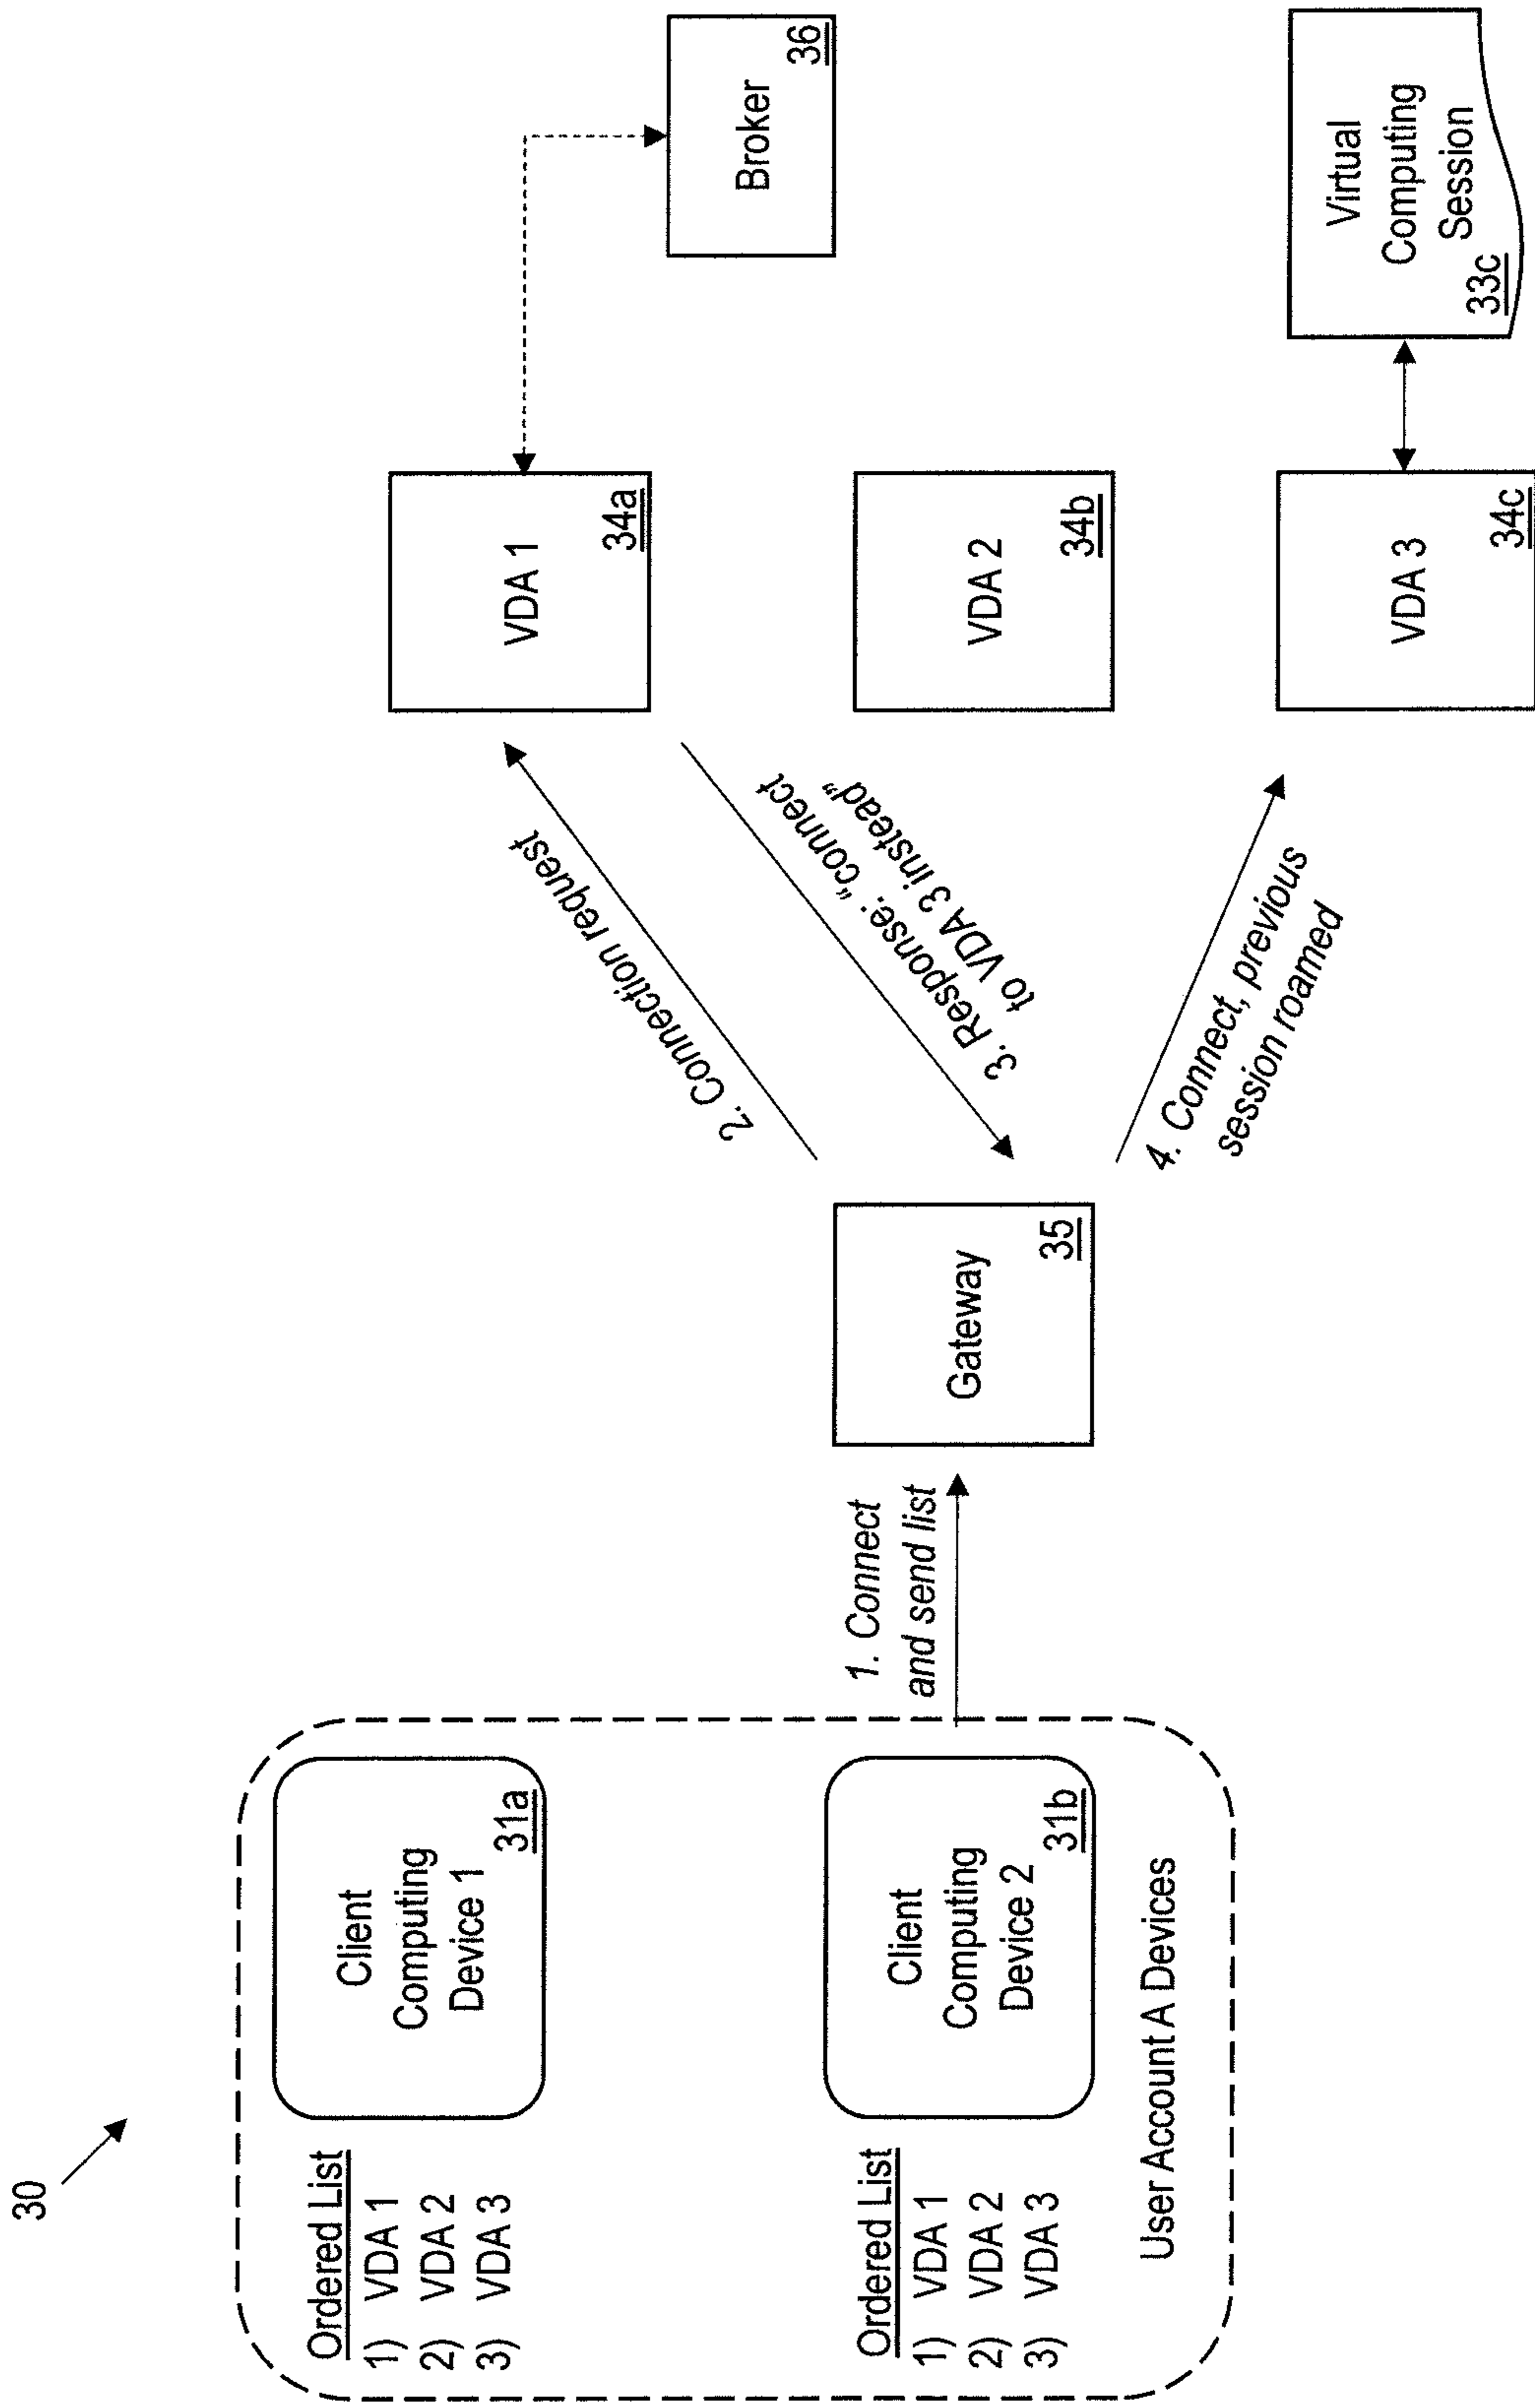 30
Ordered List
1) VDA 1
2) VDA 2
3) VDA 3
Client
Computing
Device 1
31a
Ordered List
1) VDA 1
2) VDA 2
3) VDA 3
Client
Computing
Device 2
31b
User Account A Devices
1. Connect
and send list
Gateway
35
2. Connection request
3. Response: “connect
to VDA 3 instead”
4. Connect, previous
session roamed
VDA 1
34a
VDA 2
34b
VDA 3
34c
Broker
36
Virtual
Computing
Session
33c